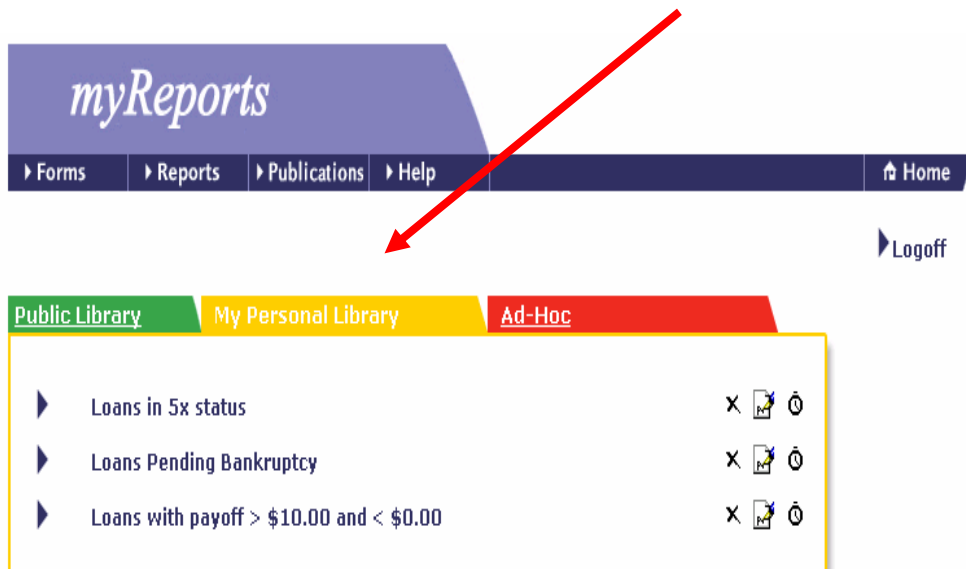 myReports
Forms Reports Publications Help Home
Logoff
Public Library My Personal Library Ad-Hoc
Loans in 5x status
Loans Pending Bankruptcy
Loans with payoff > $10.00 and < $0.00